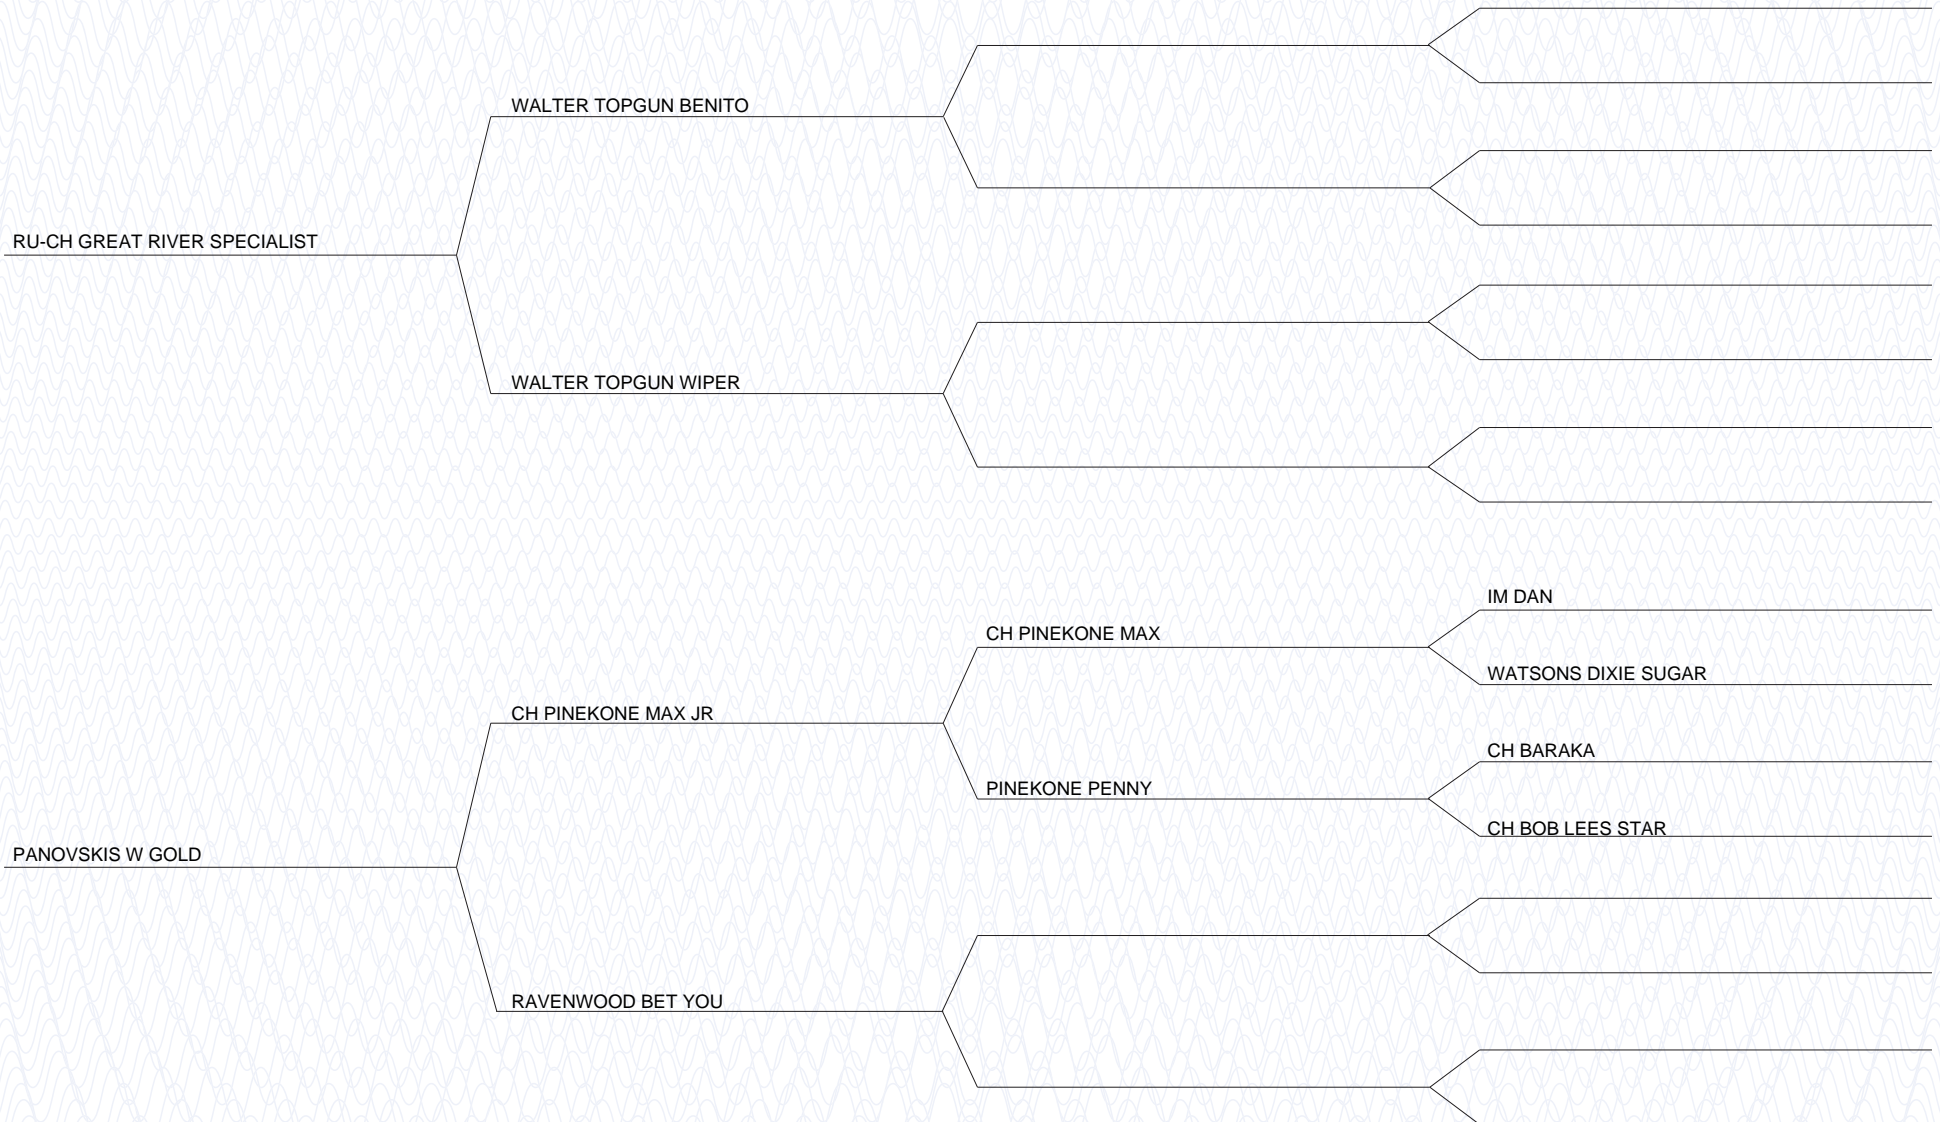 WALTER TOPGUN BENITO
RU-CH GREAT RIVER SPECIALIST
WALTER TOPGUN WIPER
IM DAN
CH PINEKONE MAX
WATSONS DIXIE SUGAR
CH PINEKONE MAX JR
CH BARAKA
PINEKONE PENNY
CH BOB LEES STAR
PANOVSKIS W GOLD
RAVENWOOD BET YOU